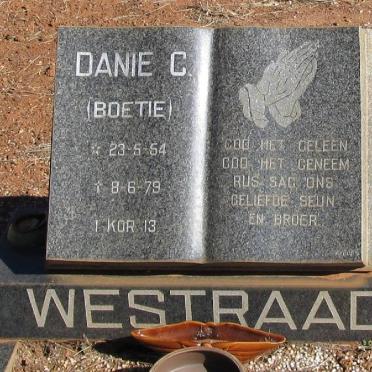 DANIE C.
(BOETIE)
☆ 23-5-54
† 8-6-79
1 KOR 13
GOD HET GELEEN
GOD HET GENEEM
RUS SAG ONS
GELIEFDE SEUN
EN BROER.
WESTRAAD